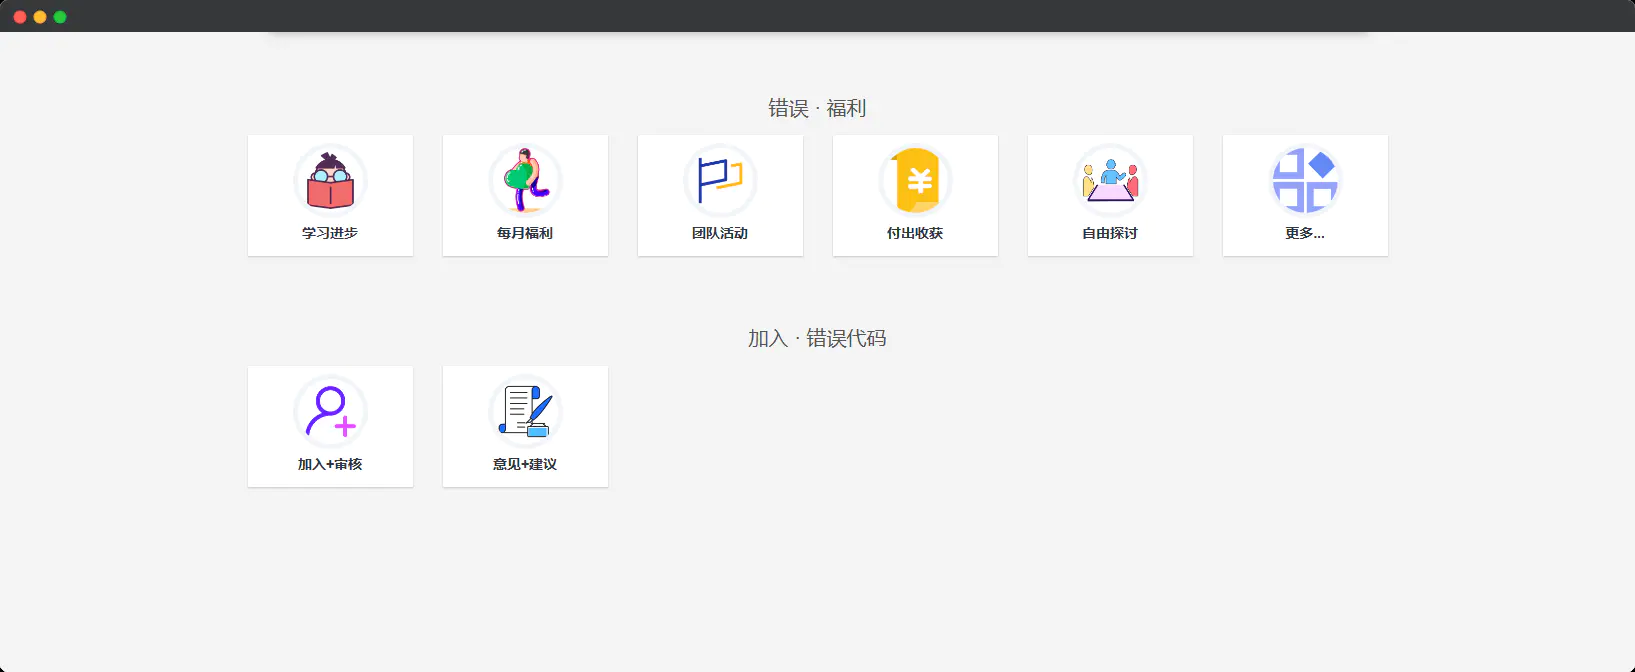 错误 · 福利
学习进步
每月福利
团队活动
付出收获
自由探讨
更多...
加入 · 错误代码
加入+审核
意见+建议